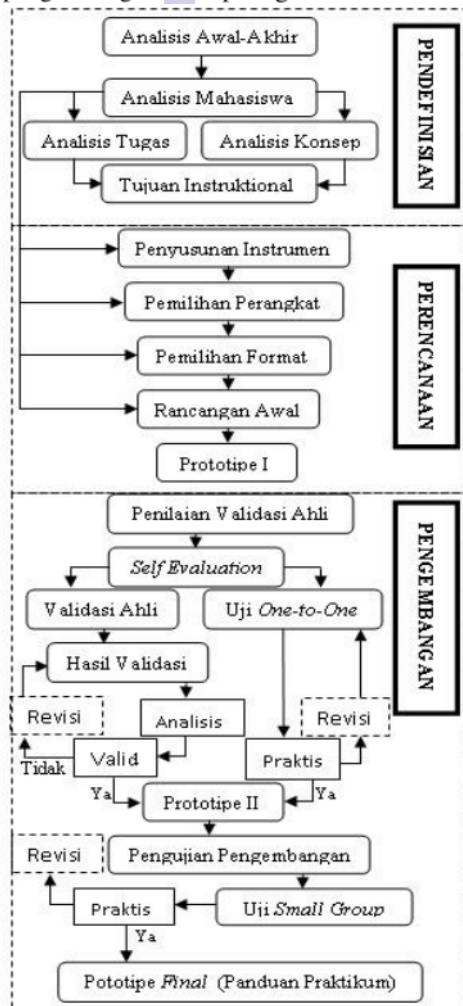 Analisis Awal-Akhir
Analisis Mahasiswa
Analisis Tugas
Analisis Konsep
Tujuan Instruktional
PENDEFINISIAN
Penyusunan Instrumen
Pemilihan Perangkat
Pemilihan Format
Rancangan Awal
Prototipe I
PERENCANAAN
Penilaian Validasi Ahli
Self Evaluation
Validasi Ahli
Uji One-to-One
Hasil Validasi
Revisi
Analisis
Revisi
Tidak
Valid
Praktis
Ya
Prototipe II
Ya
Revisi
Pengujian Pengembangan
Praktis
Uji Small Group
Ya
Pototipe Final (Panduan Praktikum)
PENGEMBANGAN